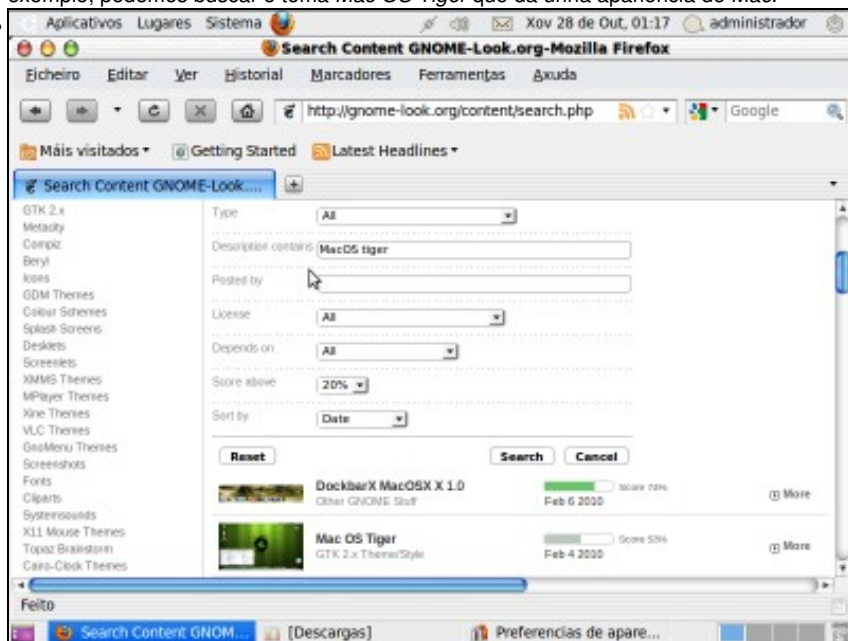 exemplo, podemos buscar o tema Mac OS Tiger que dá unha apariencia de Mac.
Aplicativos Lugares Sistema Xov 28 de Out, 01:17 administrador
Search Content GNOME-Look.org-Mozilla Firefox
Eicheiro Editar Ver Historial Marcadores Ferramentas Axuda
http://gnome-look.org/content/search.php Google
Máis visitados Getting Started Latest Headlines
Search Content GNOME-Look....
GTK 2.x
Metacity
Compiz
Beryl
Icons
GDM Themes
Colour Schemes
Splash Screens
Desklets
Screenlets
XMMS Themes
MPlayer Themes
Xine Themes
VLC Themes
GnoMenu Themes
Screenshots
Fonts
Cliparts
Systemsounds
X11 Mouse Themes
Topaz Brainstorm
Cairo-Clock Themes
Type All
Description contains MacOS tiger
Posted by
License All
Depends on All
Score above 20%
Sort by Date
Reset Search Cancel
DockbarX MacOSX X 1.0
Other GNOME Stuff Feb 6 2010 More
Mac OS Tiger Score 53%
GTK 2.x Theme/Style Feb 4 2010 More
Feito
Search Content GNOM... [Descargas] Preferencias de apare...